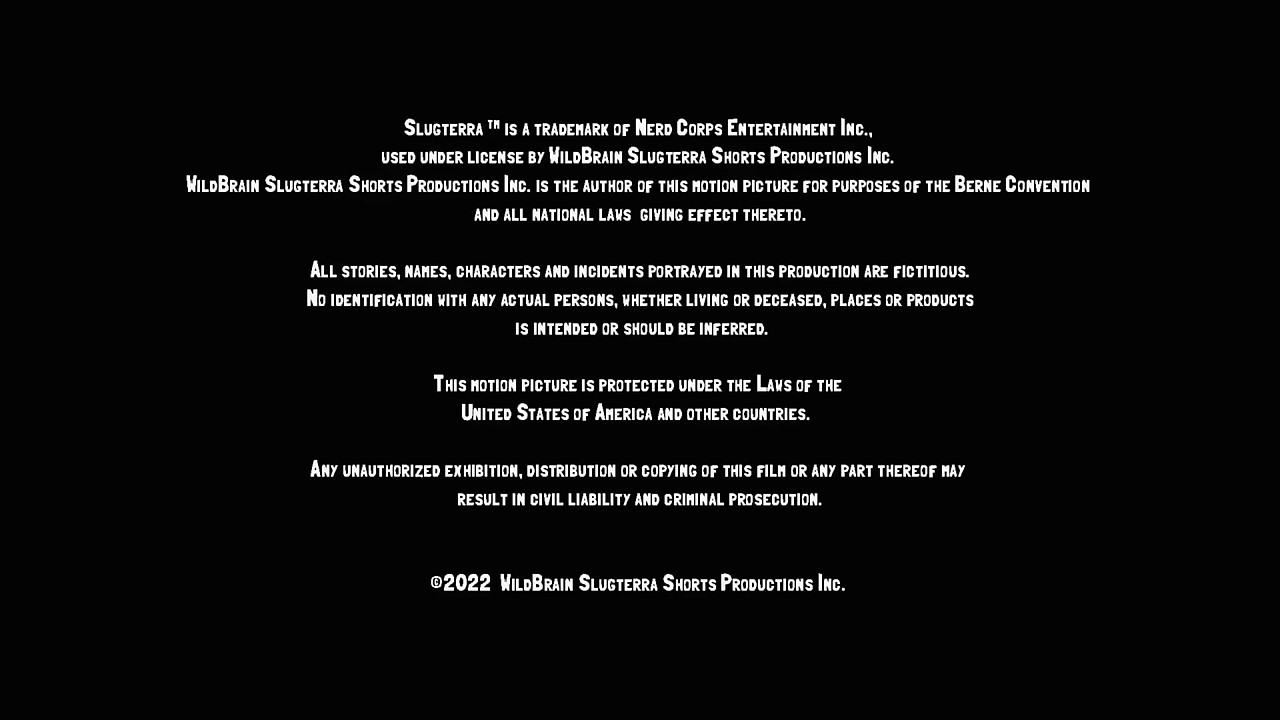 Slugterra ™ is a trademark of Nerd Corps Entertainment Inc.,
used under license by WildBrain Slugterra Shorts Productions Inc.
WildBrain Slugterra Shorts Productions Inc. is the author of this motion picture for purposes of the Berne Convention
and all national laws giving effect thereto.
All stories, names, characters and incidents portrayed in this production are fictitious.
No identification with any actual persons, whether living or deceased, places or products
is intended or should be inferred.
This motion picture is protected under the Laws of the
United States of America and other countries.
Any unauthorized exhibition, distribution or copying of this film or any part thereof may
result in civil liability and criminal prosecution.
©2022 WildBrain Slugterra Shorts Productions Inc.